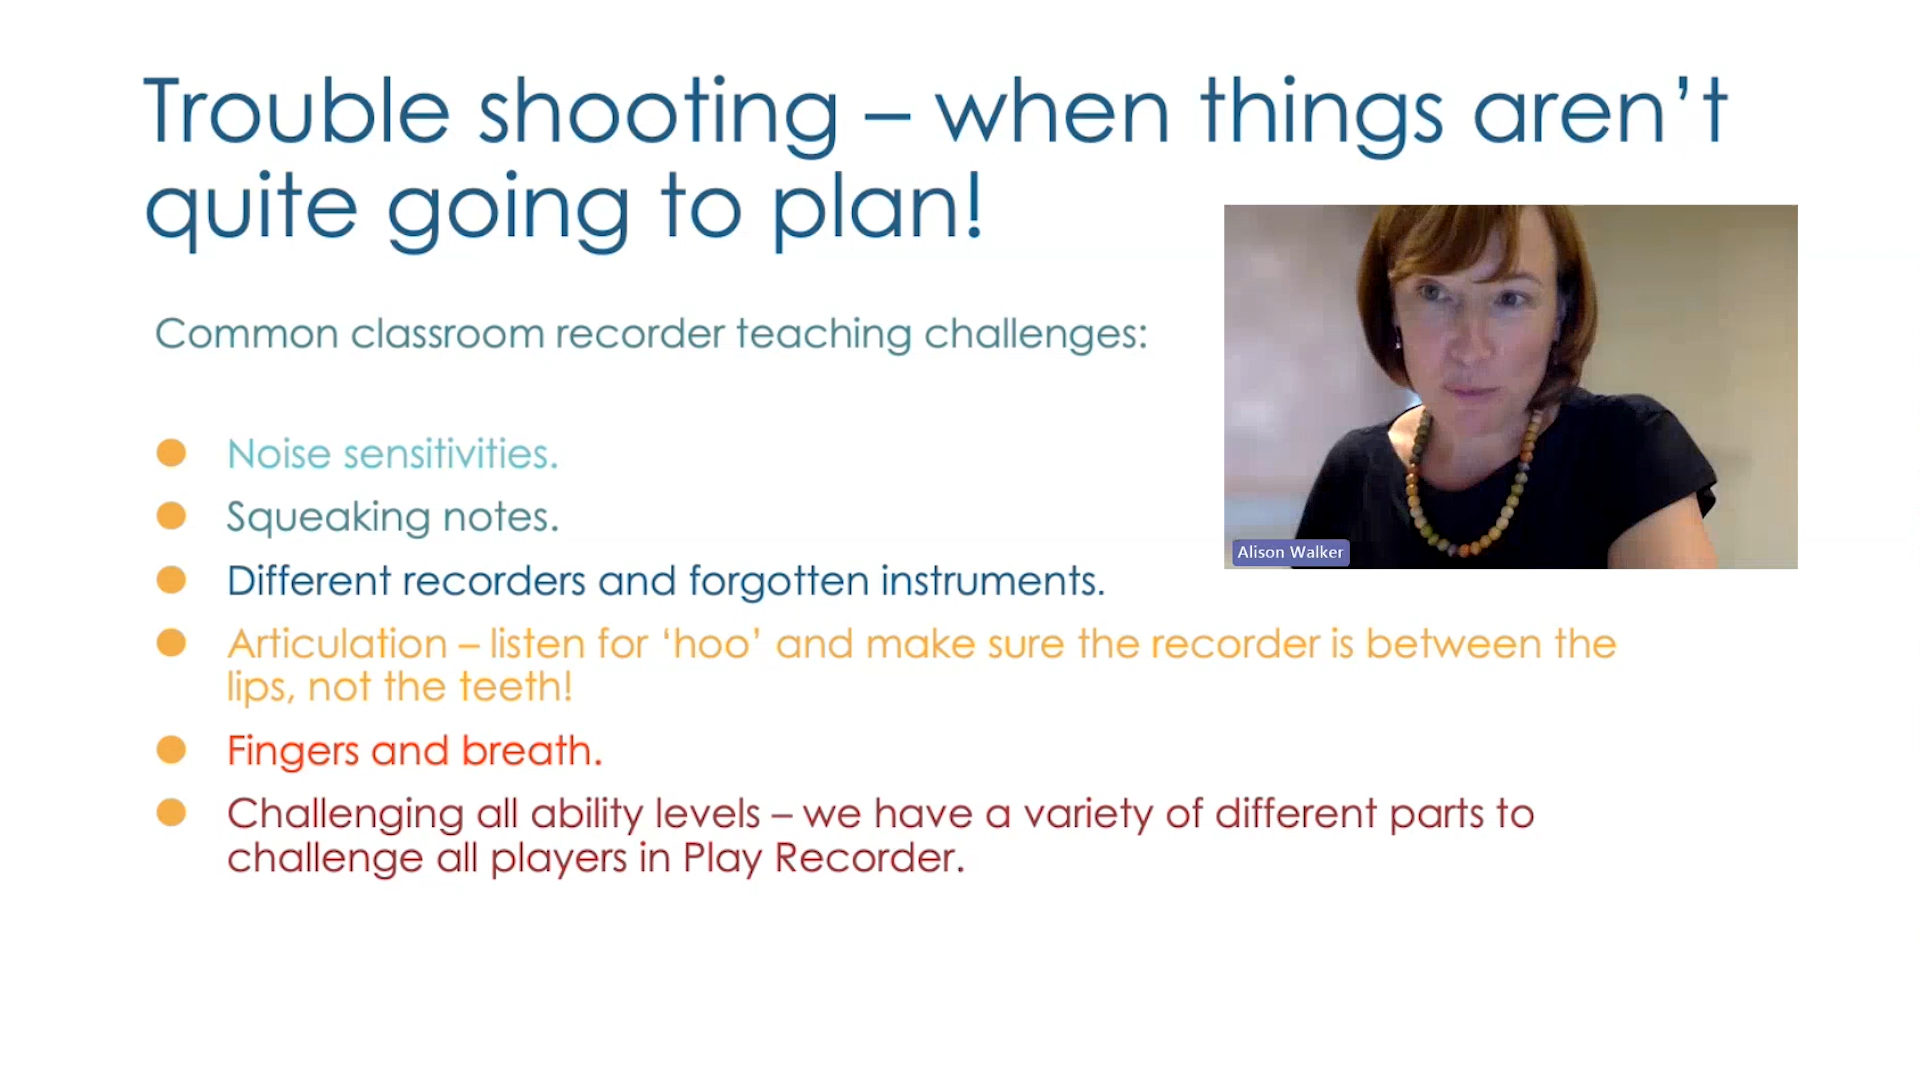 Trouble shooting – when things aren’t
quite going to plan!
Common classroom recorder teaching challenges:
Noise sensitivities.
Squeaking notes.
Different recorders and forgotten instruments.
Articulation – listen for ‘hoo’ and make sure the recorder is between the
lips, not the teeth!
Fingers and breath.
Challenging all ability levels – we have a variety of different parts to
challenge all players in Play Recorder.
Alison Walker